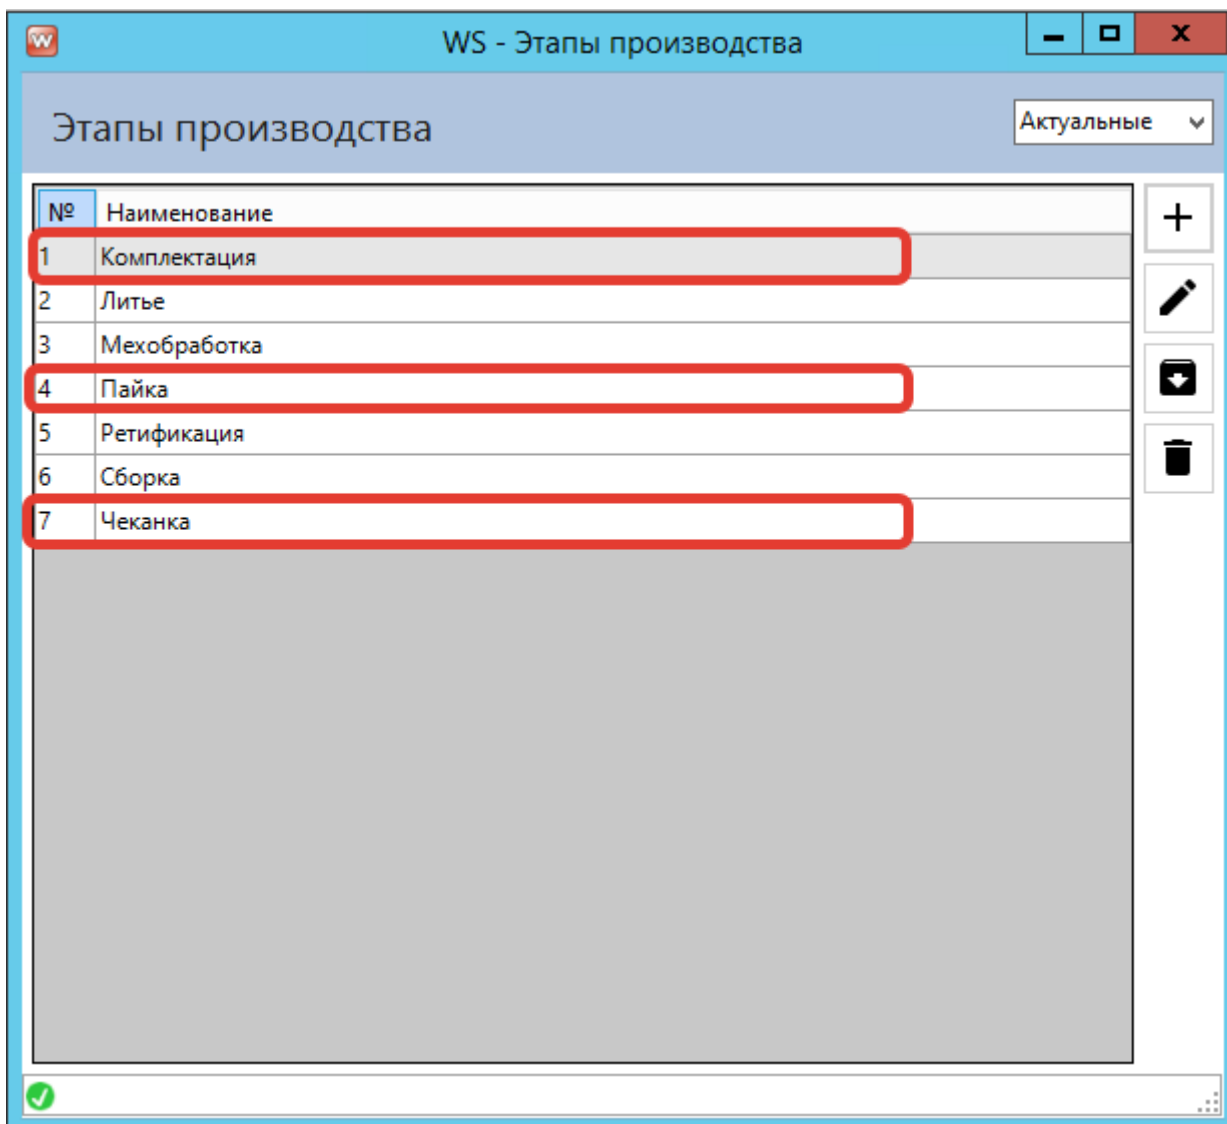 W WS - Этапы производства
Этапы производства Актуальные
№ Наименование
1 Комплектация
2 Литье
3 Мехобработка
4 Пайка
5 Ретификация
6 Сборка
7 Чеканка